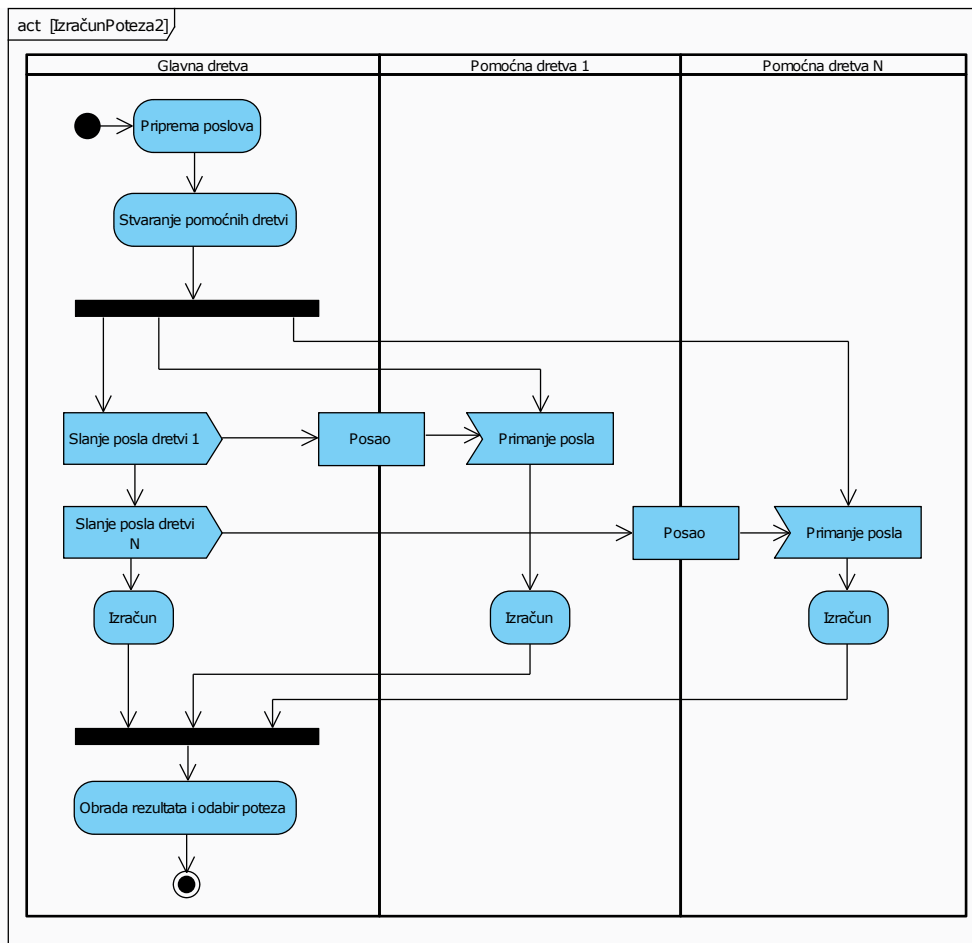 act [IzračunPoteza2]
Glavna dretva
Pomoćna dretva 1
Pomoćna dretva N
Priprema poslova
Stvaranje pomoćnih dretvi
Slanje posla dretvi 1
Posao
Primanje posla
Slanje posla dretvi
N
Posao
Primanje posla
Izračun
Izračun
Izračun
Obrada rezultata i odabir poteza